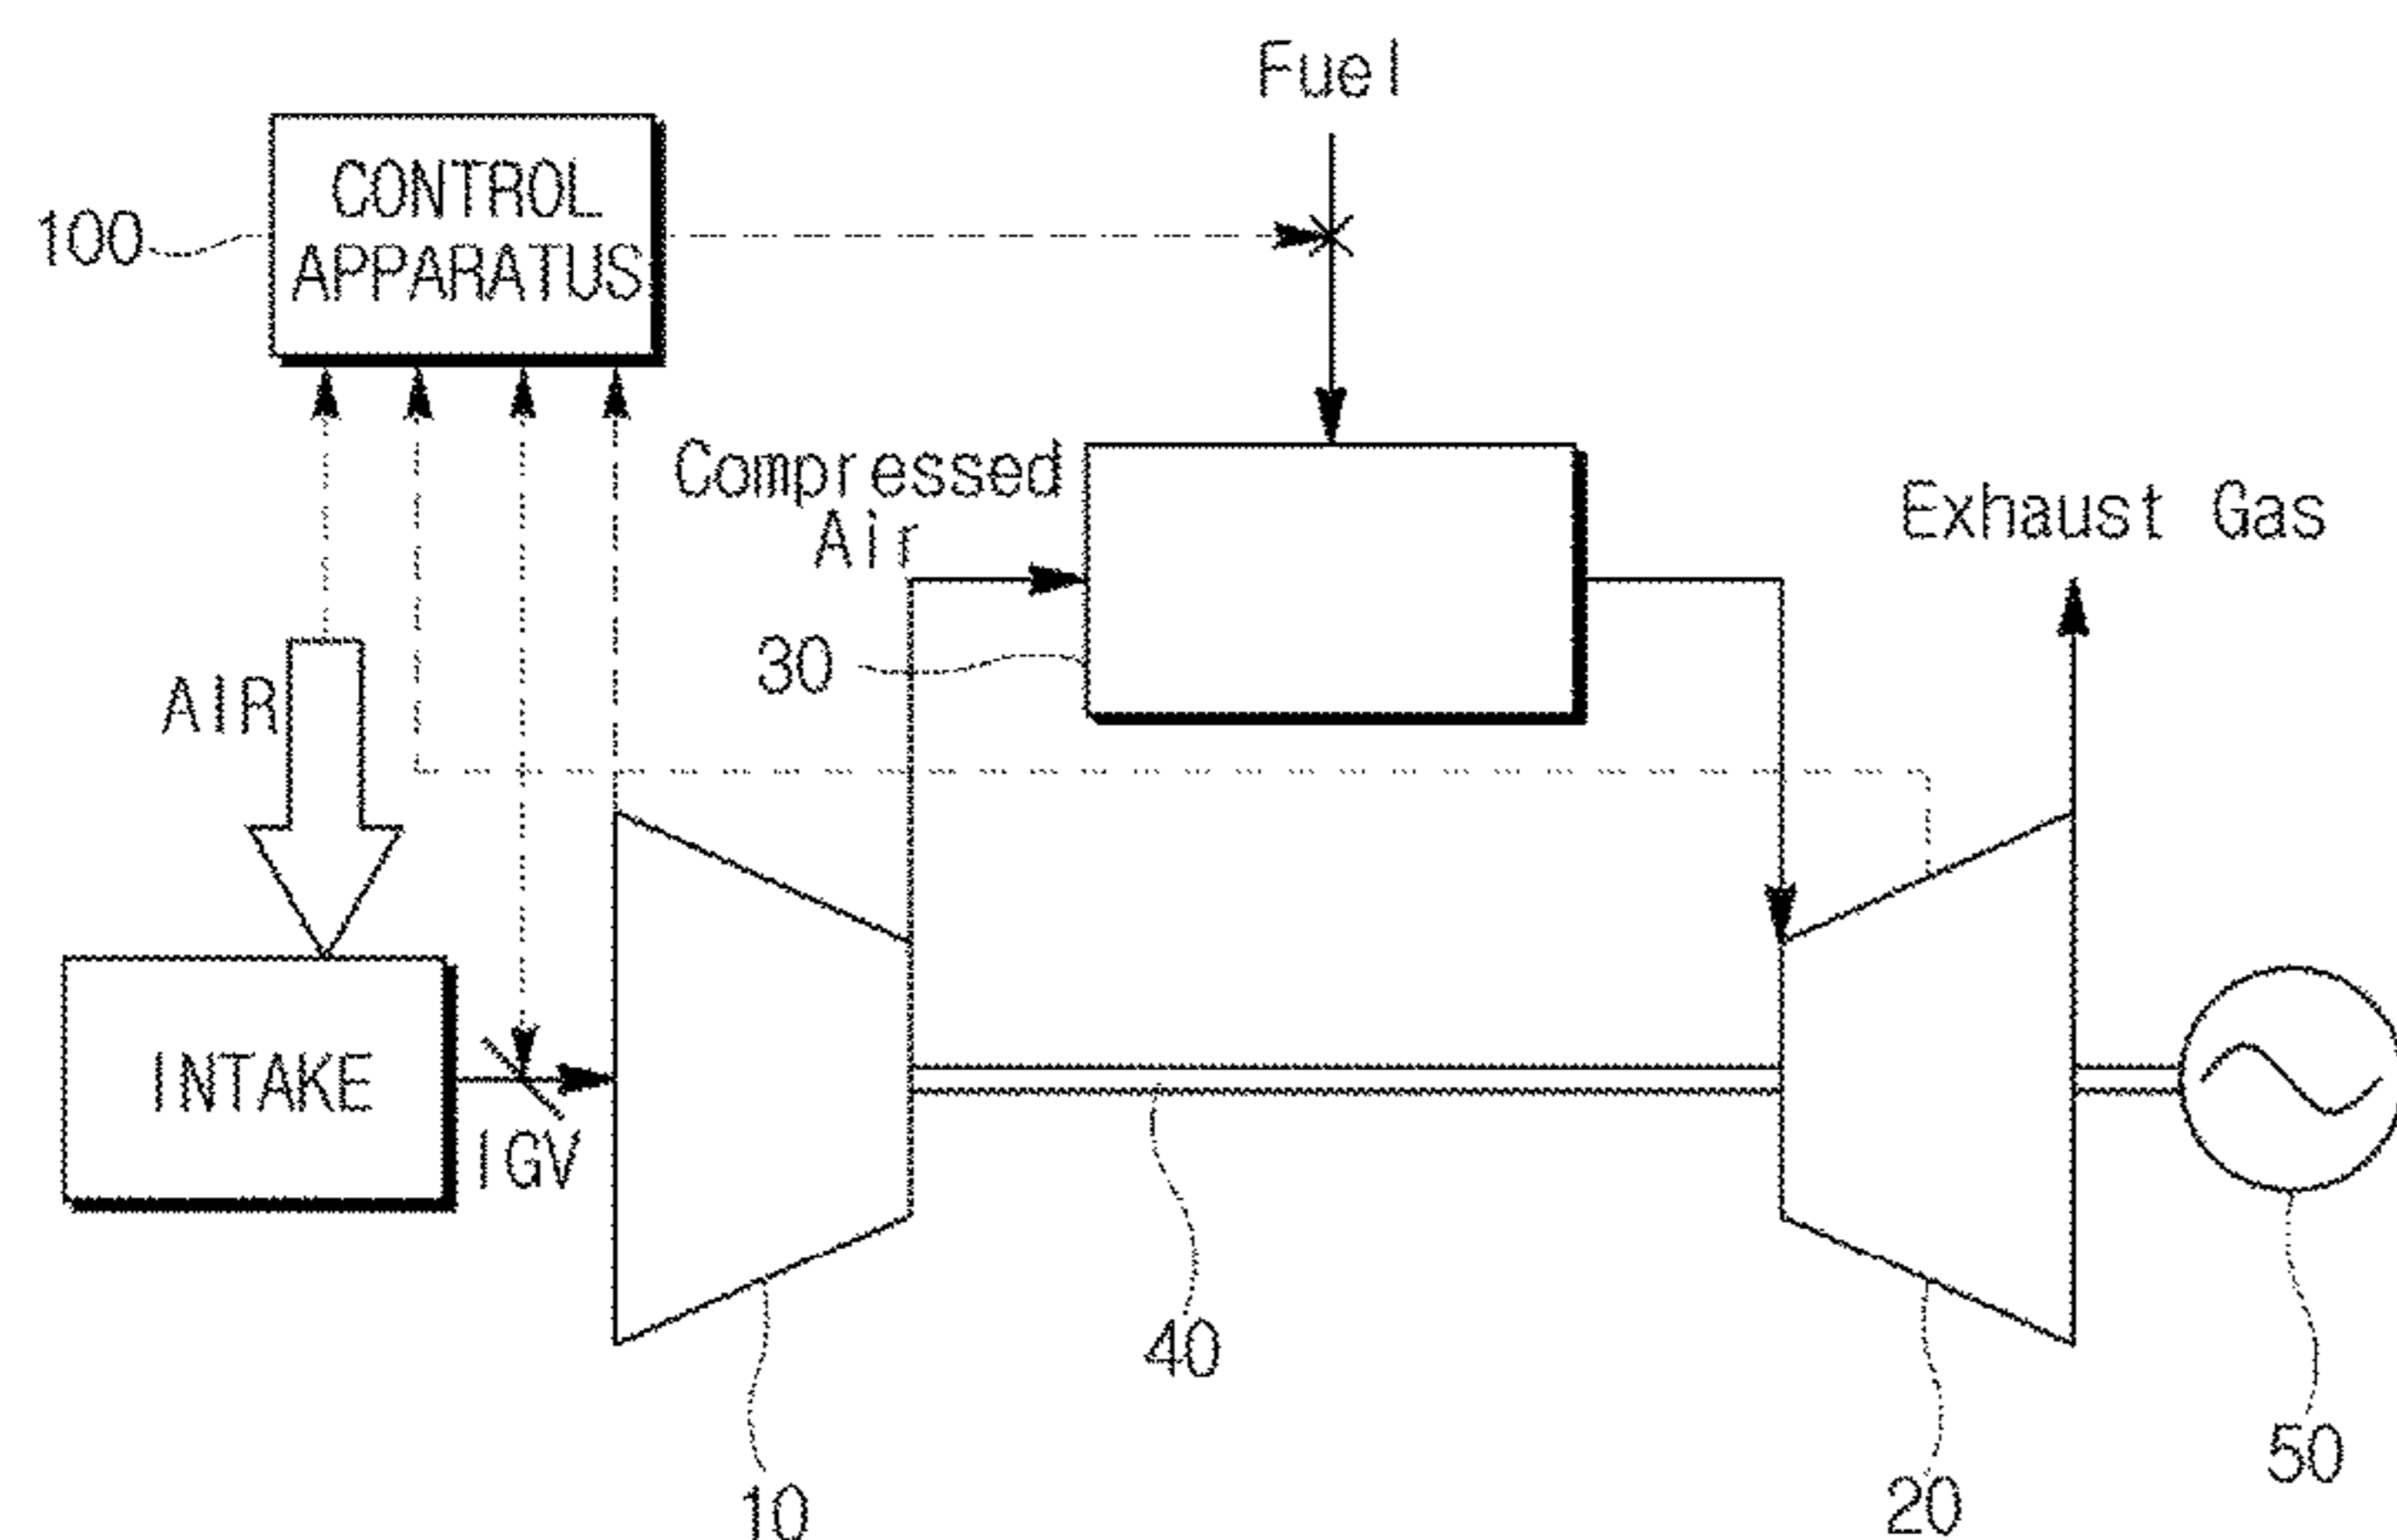 Fuel
CONTROL
APPARATUS
100
Compressed
Air
Exhaust Gas
30
AIR
INTAKE
IGV
40
50
10
20